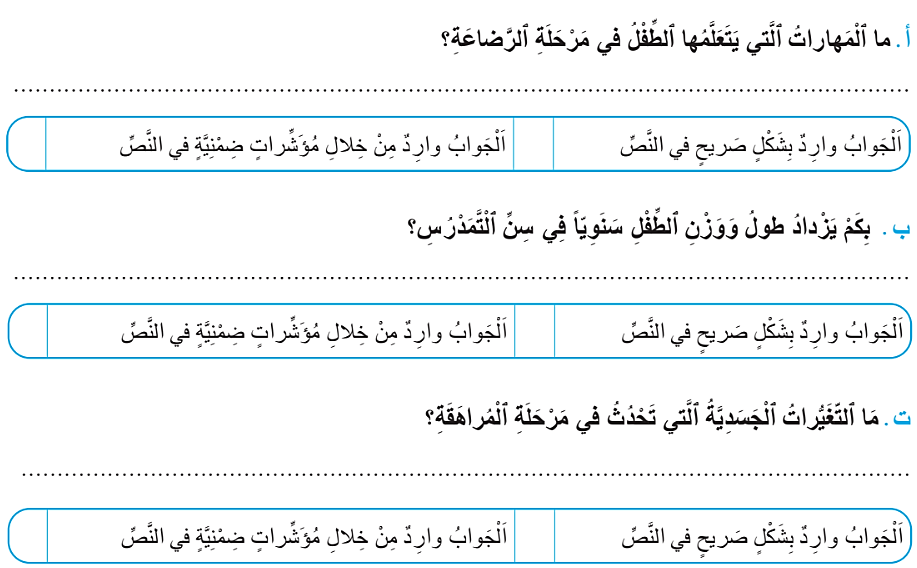 أ. ما ٱلْمَهاراتُ ٱلَّتي يَتَعَلَّمُها ٱلطِّفْلُ في مَرْحَلَةِ ٱلرَّضاعَةِ؟
........................................................................
اَلْجَوابُ وارِدٌ بِشَكْلٍ صَريحٍ في النَّصِّ اَلْجَوابُ وارِدٌ مِنْ خِلالِ مُؤَشِّراتٍ ضِمْنِيَّةٍ في النَّصِّ
ب. بِكَمْ يَزْدادُ طولُ وَوَزْنِ ٱلطِّفْلِ سَنَوِيّاً فِي سِنِّ ٱلْتَّمَدْرُسِ؟
........................................................................
اَلْجَوابُ وارِدٌ بِشَكْلٍ صَريحٍ في النَّصِّ اَلْجَوابُ وارِدٌ مِنْ خِلالِ مُؤَشِّراتٍ ضِمْنِيَّةٍ في النَّصِّ
ت. مَا ٱلتَّغَيُّراتُ ٱلْجَسَدِيَّةُ ٱلَّتي تَحْدُثُ في مَرْحَلَةِ ٱلْمُراهَقَةِ؟
........................................................................
اَلْجَوابُ وارِدٌ بِشَكْلٍ صَريحٍ في النَّصِّ اَلْجَوابُ وارِدٌ مِنْ خِلالِ مُؤَشِّراتٍ ضِمْنِيَّةٍ في النَّصِّ